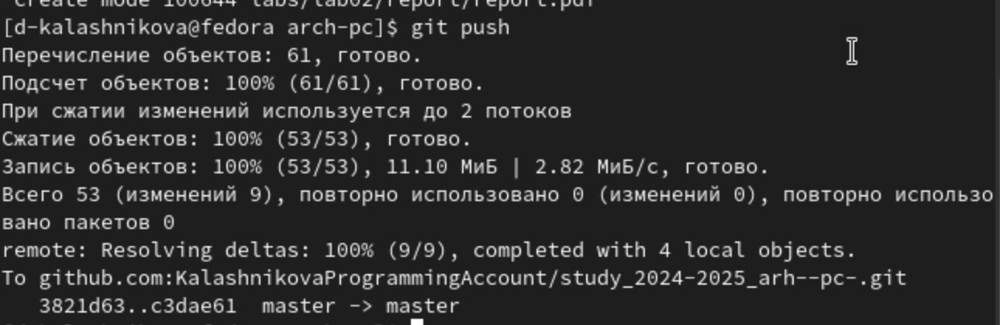 create mode 100644 labs/lab02/report/report.pdf
[d-kalashnikova@fedora arch-pc]$ git push
Перечисление объектов: 61, готово.
Подсчет объектов: 100% (61/61), готово.
При сжатии изменений используется до 2 потоков
Сжатие объектов: 100% (53/53), готово.
Запись объектов: 100% (53/53), 11.10 МиБ | 2.82 МиБ/с, готово.
Всего 53 (изменений 9), повторно использовано 0 (изменений 0), повторно использо
вано пакетов 0
remote: Resolving deltas: 100% (9/9), completed with 4 local objects.
To github.com:KalashnikovaProgrammingAccount/study_2024-2025_arh--pc-.git
   3821d63..c3dae61  master -> master